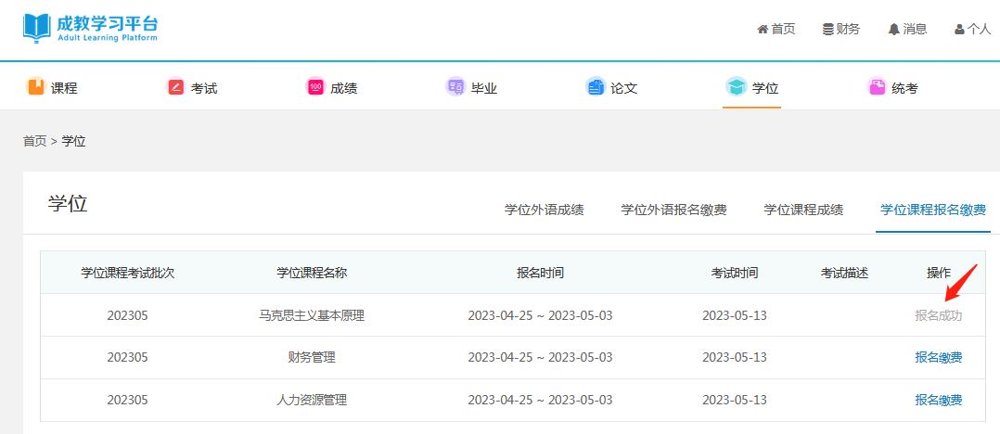 成教学习平台
Adult Learning Platform
首页 财务 消息 个人
课程 考试 100 成绩 毕业 论文 学位 统考
首页 > 学位
学位 学位外语成绩 学位外语报名缴费 学位课程成绩 学位课程报名缴费
学位课程考试批次 学位课程名称 报名时间 考试时间 考试描述 操作
202305 马克思主义基本原理 2023-04-25 ~ 2023-05-03 2023-05-13 报名成功
202305 财务管理 2023-04-25 ~ 2023-05-03 2023-05-13 报名缴费
202305 人力资源管理 2023-04-25 ~ 2023-05-03 2023-05-13 报名缴费